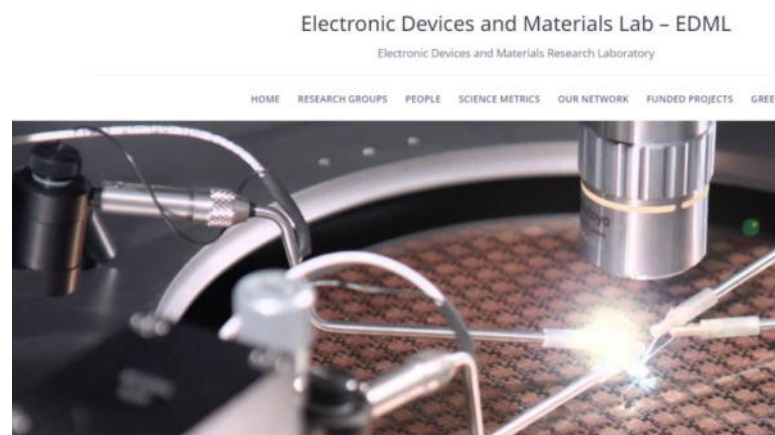 Electronic Devices and Materials Lab – EDML
Electronic Devices and Materials Research Laboratory
HOME RESEARCH GROUPS PEOPLE SCIENCE METRICS OUR NETWORK FUNDED PROJECTS GREE